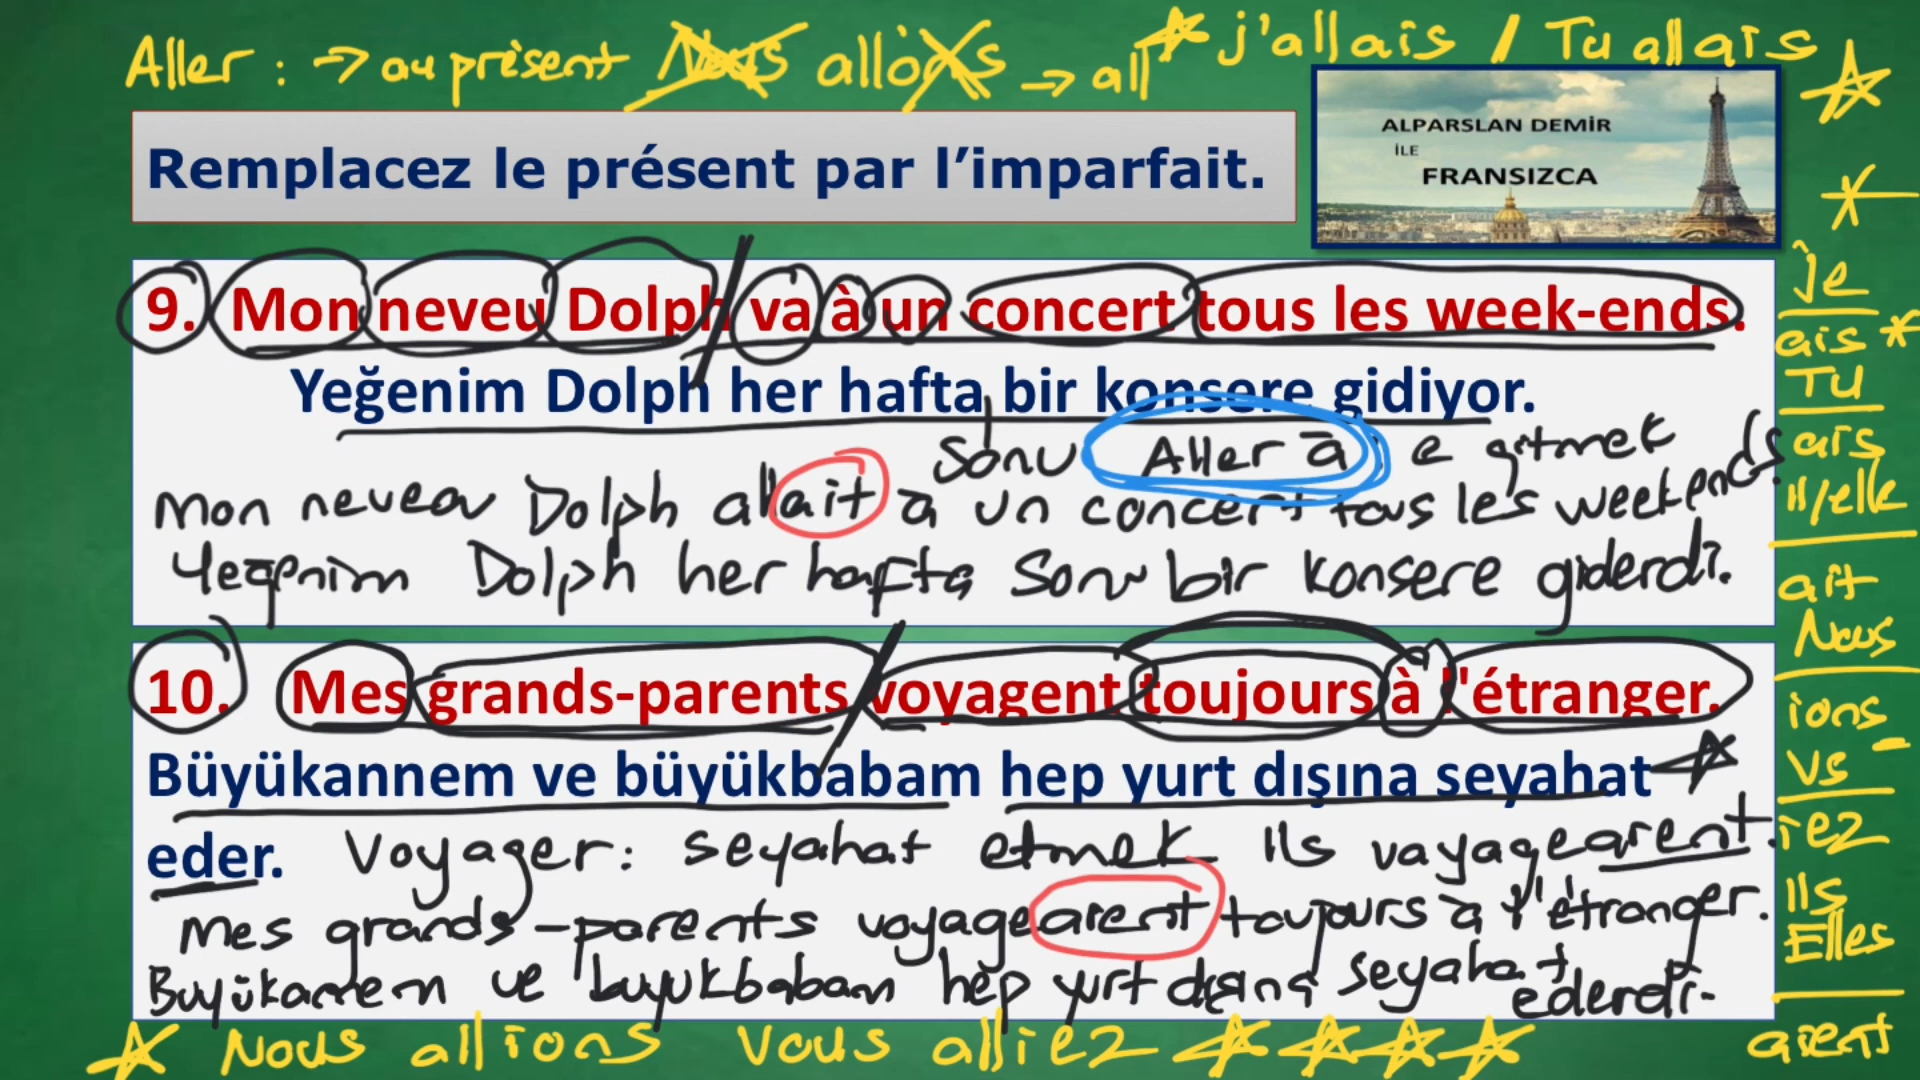 Aller : → au présent Nous allons → all * j'allais / Tu allais
Remplacez le présent par l'imparfait.
ALPARSLAN DEMİR
İLE
FRANSIZCA
9. Mon neveu Dolph va à un concert tous les week-ends.
Yeğenim Dolph her hafta bir konsere gidiyor.
sonu Aller à e gitmek
Mon neveu Dolph allait à un concert tous les weekends.
Yeğenim Dolph her hafta sonu bir konsere giderdi.
10. Mes grands-parents voyagent toujours à l'étranger.
Büyükannem ve büyükbabam hep yurt dışına seyahat
eder. Voyager: seyahat etmek Ils voyageaient.
Mes grands-parents voyageaient toujours à l'étranger.
Büyükannem ve büyükbabam hep yurt dışına seyahat
ederdi.
Nous allions Vous alliez
je
ais *
Tu
ais
Il/elle
ait
Nous
ions
Vs
iez
Ils
Elles
aient